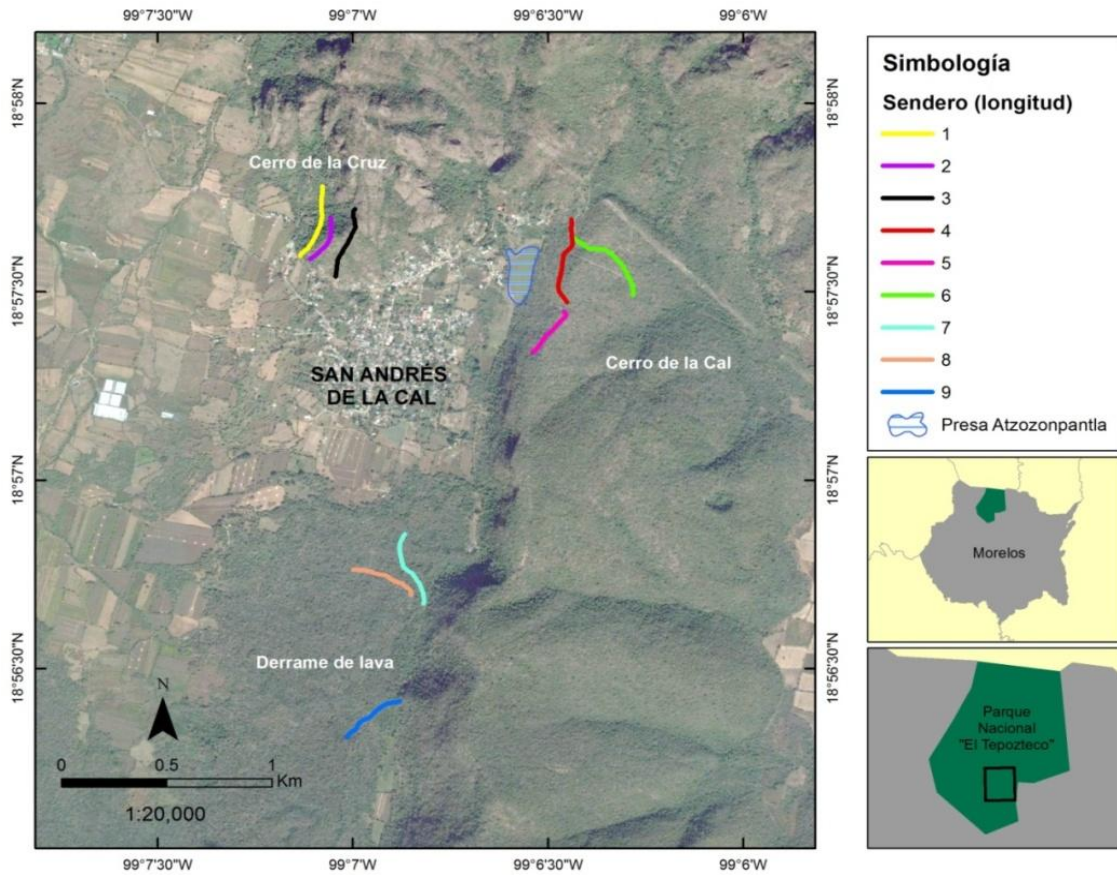 99°7'30"W
99°7'W
99°6'30"W
99°6'W
18°58'N
18°57'30"N
18°57'N
18°56'30"N
18°58'N
18°57'30"N
18°57'N
18°56'30"N
Cerro de la Cruz
SAN ANDRÉS
DE LA CAL
Cerro de la Cal
Derrame de lava
N
0 0.5 1
Km
1:20,000
99°7'30"W
99°7'W
99°6'30"W
99°6'W
Simbología
Sendero (longitud)
1
2
3
4
5
6
7
8
9
Presa Atzozonpantla
Morelos
Parque
Nacional
"El Tepozteco"